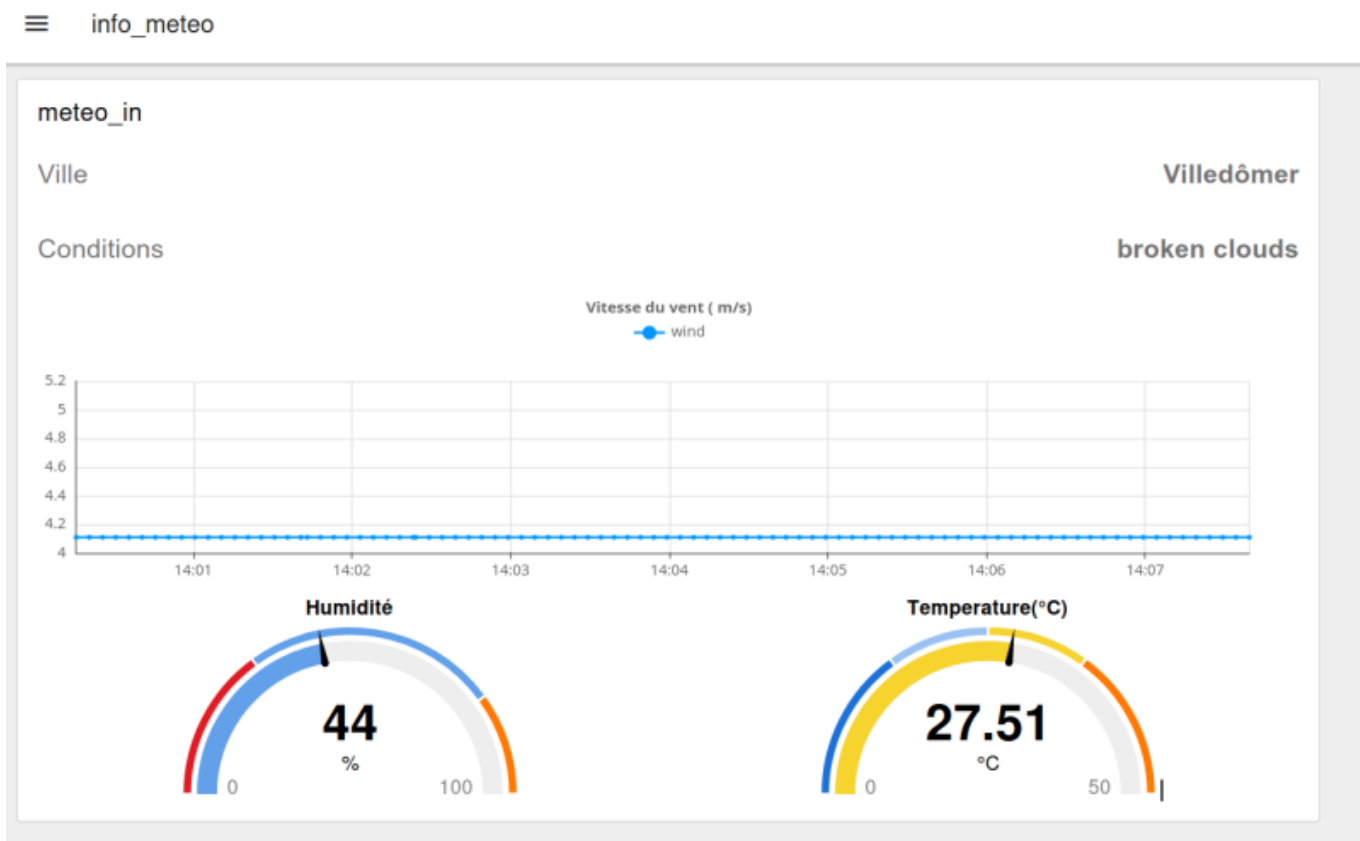 info_meteo
meteo_in
Ville Villedômer
Conditions broken clouds
Vitesse du vent ( m/s)
wind
5.2
5
4.8
4.6
4.4
4.2
4
14:01 14:02 14:03 14:04 14:05 14:06 14:07
Humidité Temperature(°C)
44 27.51
% °C
0 100 0 50